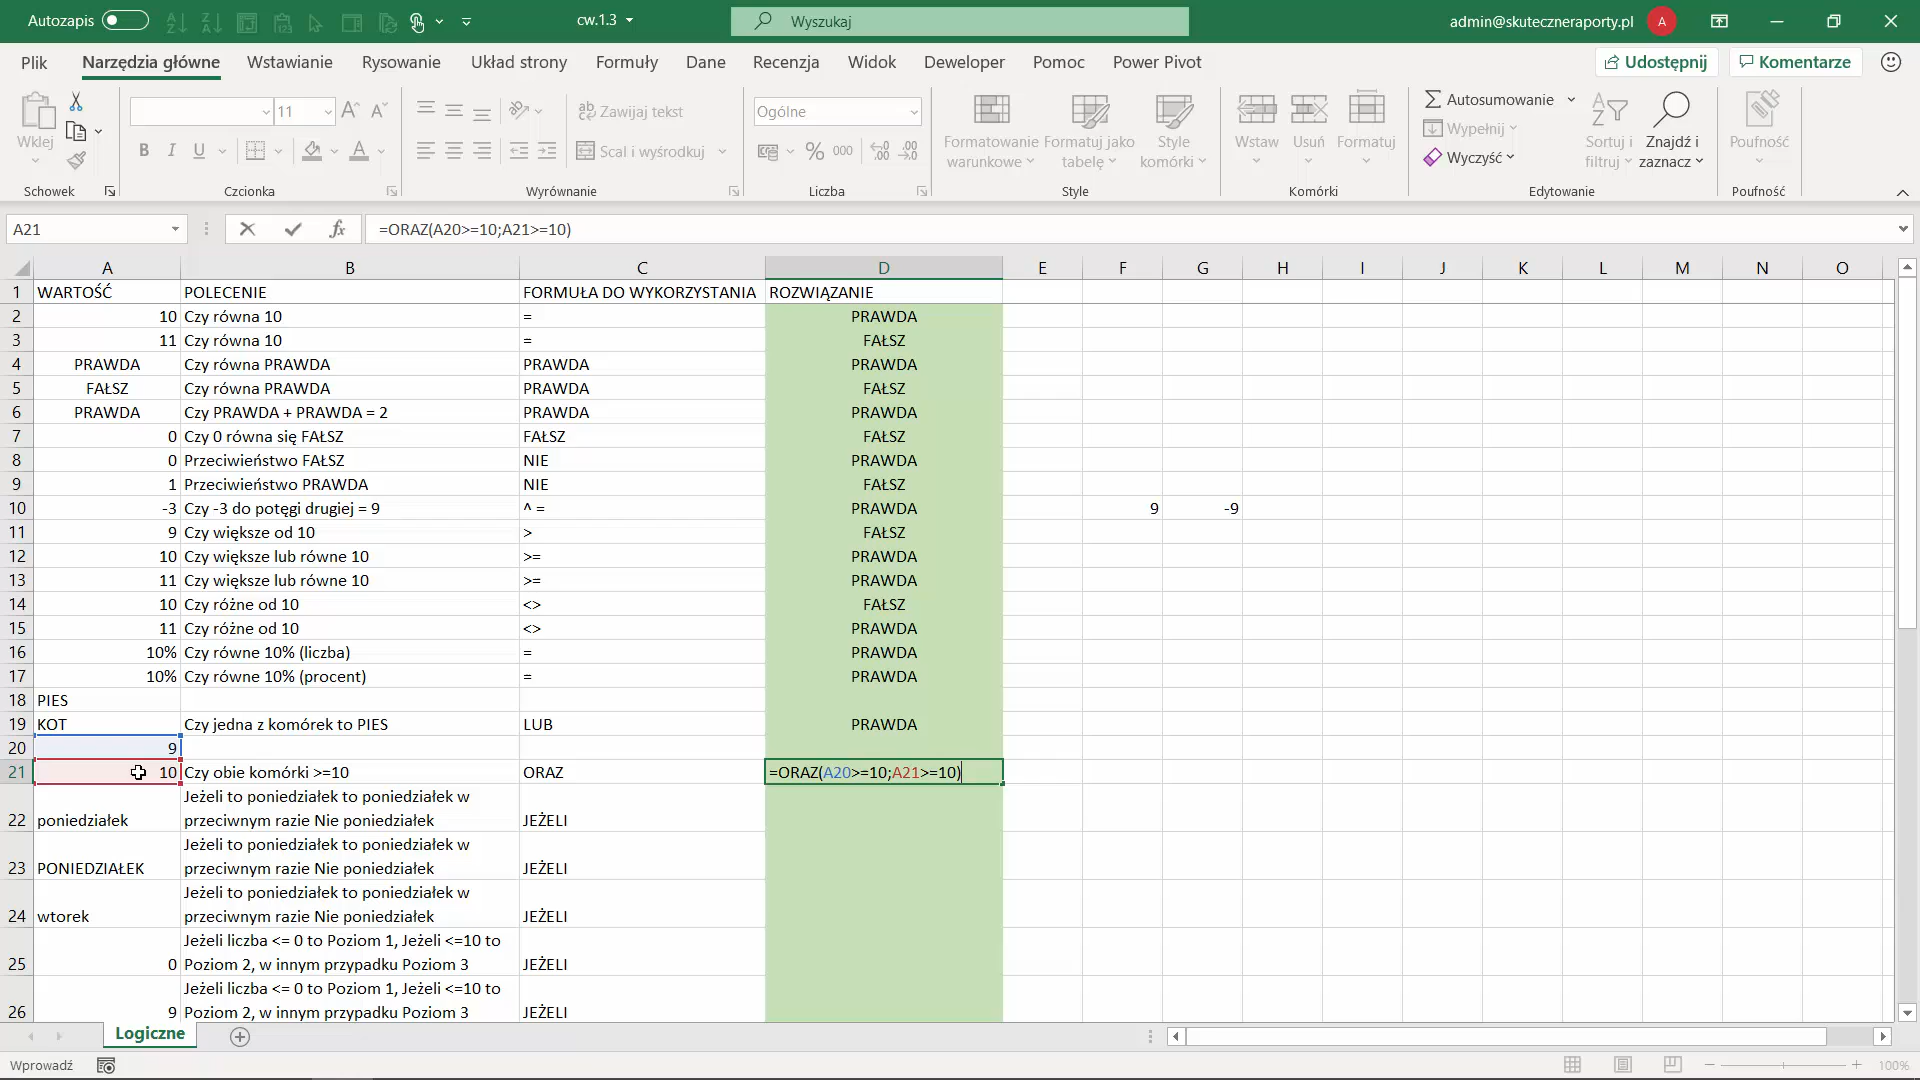 Autozapis
cw.1.3
Wyszukaj
admin@skuteczneraporty.pl
A
Plik
Narzędzia główne
Wstawianie
Rysowanie
Układ strony
Formuły
Dane
Recenzja
Widok
Deweloper
Pomoc
Power Pivot
Udostępnij
Komentarze
Wklej
Schowek
11
B I U
Czcionka
Zawijaj tekst
Scal i wyśrodkuj
Wyrównanie
Ogólne
% 000
Liczba
Formatowanie
warunkowe
Formatuj jako
tabelę
Style
komórki
Style
Wstaw
Usuń
Formatuj
Komórki
Autosumowanie
Wypełnij
Wyczyść
Sortuj i
filtruj
Znajdź i
zaznacz
Edytowanie
Poufność
Poufność
A21
fx
=ORAZ(A20>=10;A21>=10)
A B C D E F G H I J K L M N O
1 WARTOŚĆ POLECENIE FORMUŁA DO WYKORZYSTANIA ROZWIĄZANIE
2 10 Czy równa 10 = PRAWDA
3 11 Czy równa 10 = FAŁSZ
4 PRAWDA Czy równa PRAWDA PRAWDA PRAWDA
5 FAŁSZ Czy równa PRAWDA PRAWDA FAŁSZ
6 PRAWDA Czy PRAWDA + PRAWDA = 2 PRAWDA PRAWDA
7 0 Czy 0 równa się FAŁSZ FAŁSZ FAŁSZ
8 0 Przeciwieństwo FAŁSZ NIE PRAWDA
9 1 Przeciwieństwo PRAWDA NIE FAŁSZ
10 -3 Czy -3 do potęgi drugiej = 9 ^ = PRAWDA 9 -9
11 9 Czy większe od 10 > FAŁSZ
12 10 Czy większe lub równe 10 >= PRAWDA
13 11 Czy większe lub równe 10 >= PRAWDA
14 10 Czy różne od 10 <> FAŁSZ
15 11 Czy różne od 10 <> PRAWDA
16 10% Czy równe 10% (liczba) = PRAWDA
17 10% Czy równe 10% (procent) = PRAWDA
18 PIES
19 KOT Czy jedna z komórek to PIES LUB PRAWDA
20 9
21 10 Czy obie komórki >=10 ORAZ =ORAZ(A20>=10;A21>=10)
Jeżeli to poniedziałek to poniedziałek w
22 poniedziałek przeciwnym razie Nie poniedziałek JEŻELI
Jeżeli to poniedziałek to poniedziałek w
23 PONIEDZIAŁEK przeciwnym razie Nie poniedziałek JEŻELI
Jeżeli to poniedziałek to poniedziałek w
24 wtorek przeciwnym razie Nie poniedziałek JEŻELI
Jeżeli liczba <= 0 to Poziom 1, Jeżeli <=10 to
25 0 Poziom 2, w innym przypadku Poziom 3 JEŻELI
Jeżeli liczba <= 0 to Poziom 1, Jeżeli <=10 to
26 9 Poziom 2, w innym przypadku Poziom 3 JEŻELI
Logiczne
Wprowadź
100%